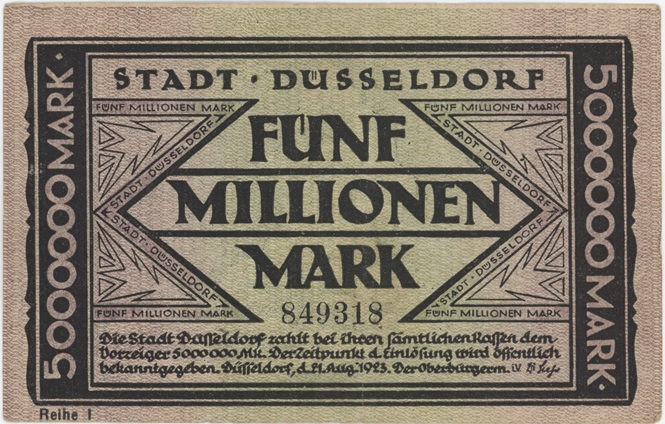 STADT · DÜSSELDORF
5000000 MARK.
FÜNF MILLIONEN MARK
FÜNF MILLIONEN MARK
STADT · DÜSSELDORF
STADT · DÜSSELDORF
FÜNF
MILLIONEN
MARK
STADT · DÜSSELDORF
STADT · DÜSSELDORF
FÜNF MILLIONEN MARK
FÜNF MILLIONEN MARK
5000000 MARK.
849318
Die Stadt Düsseldorf zahlt bei ihren sämtlichen Kassen dem
Vorzeiger 5000000 Mk. Der Zeitpunkt d. Einlösung wird öffentlich
bekanntgegeben. Düsseldorf, d. 21. Aug. 1923. Der Oberbürgerm. IV
Reihe I